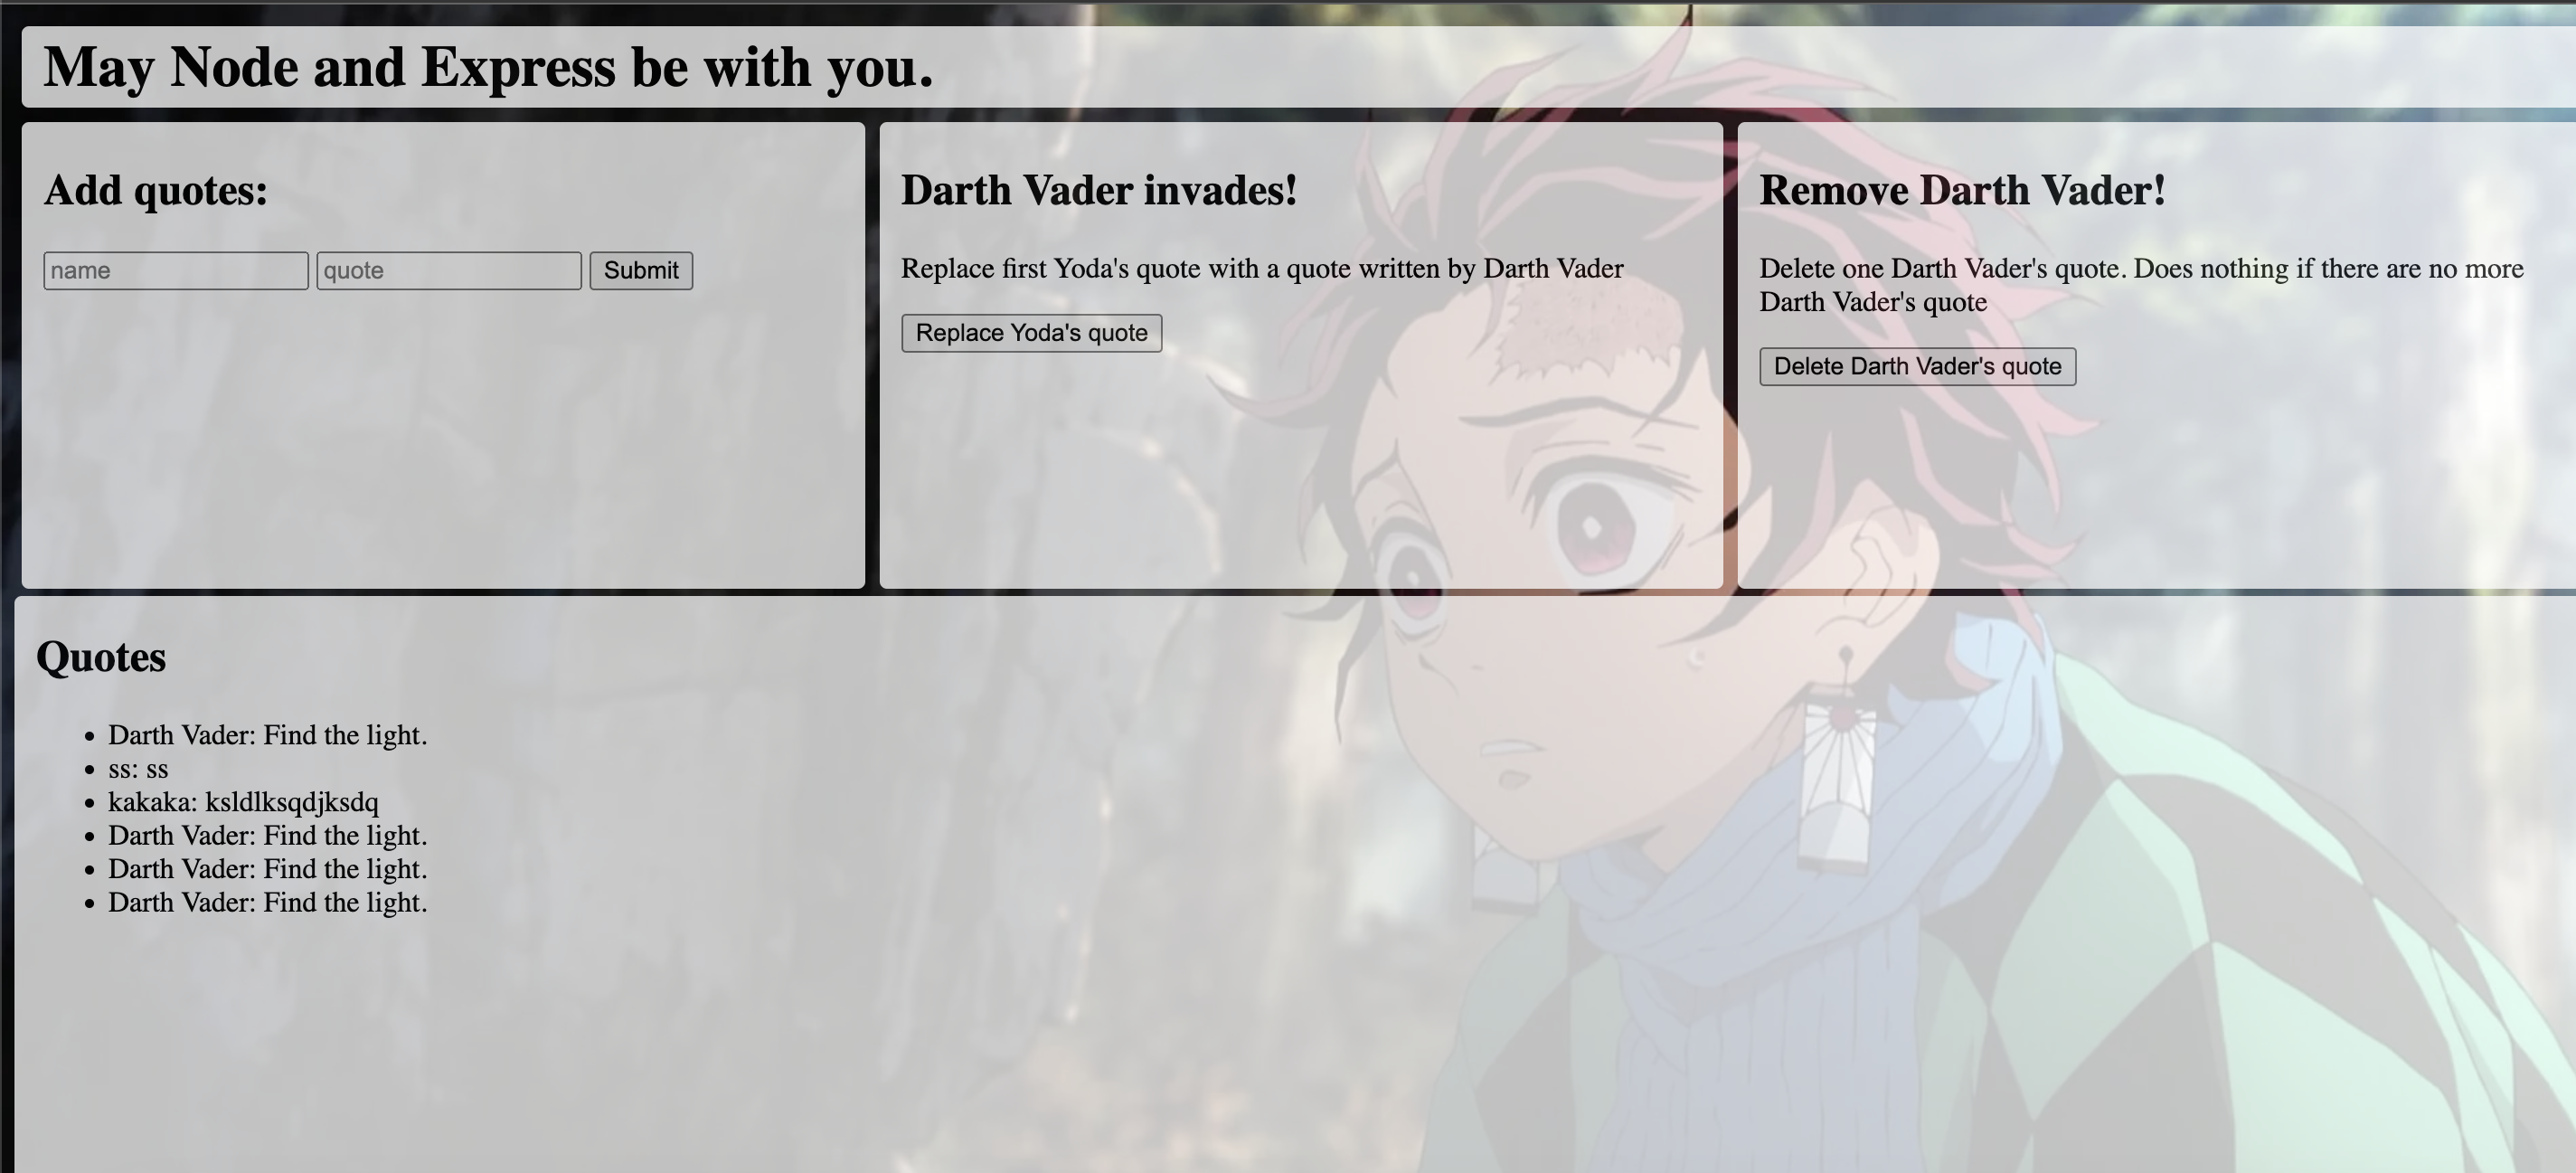 May Node and Express be with you.
Add quotes:
name quote Submit
Darth Vader invades!
Replace first Yoda's quote with a quote written by Darth Vader
Replace Yoda's quote
Remove Darth Vader!
Delete one Darth Vader's quote. Does nothing if there are no more
Darth Vader's quote
Delete Darth Vader's quote
Quotes
Darth Vader: Find the light.
ss: ss
kakaka: ksldlksqdjksdq
Darth Vader: Find the light.
Darth Vader: Find the light.
Darth Vader: Find the light.